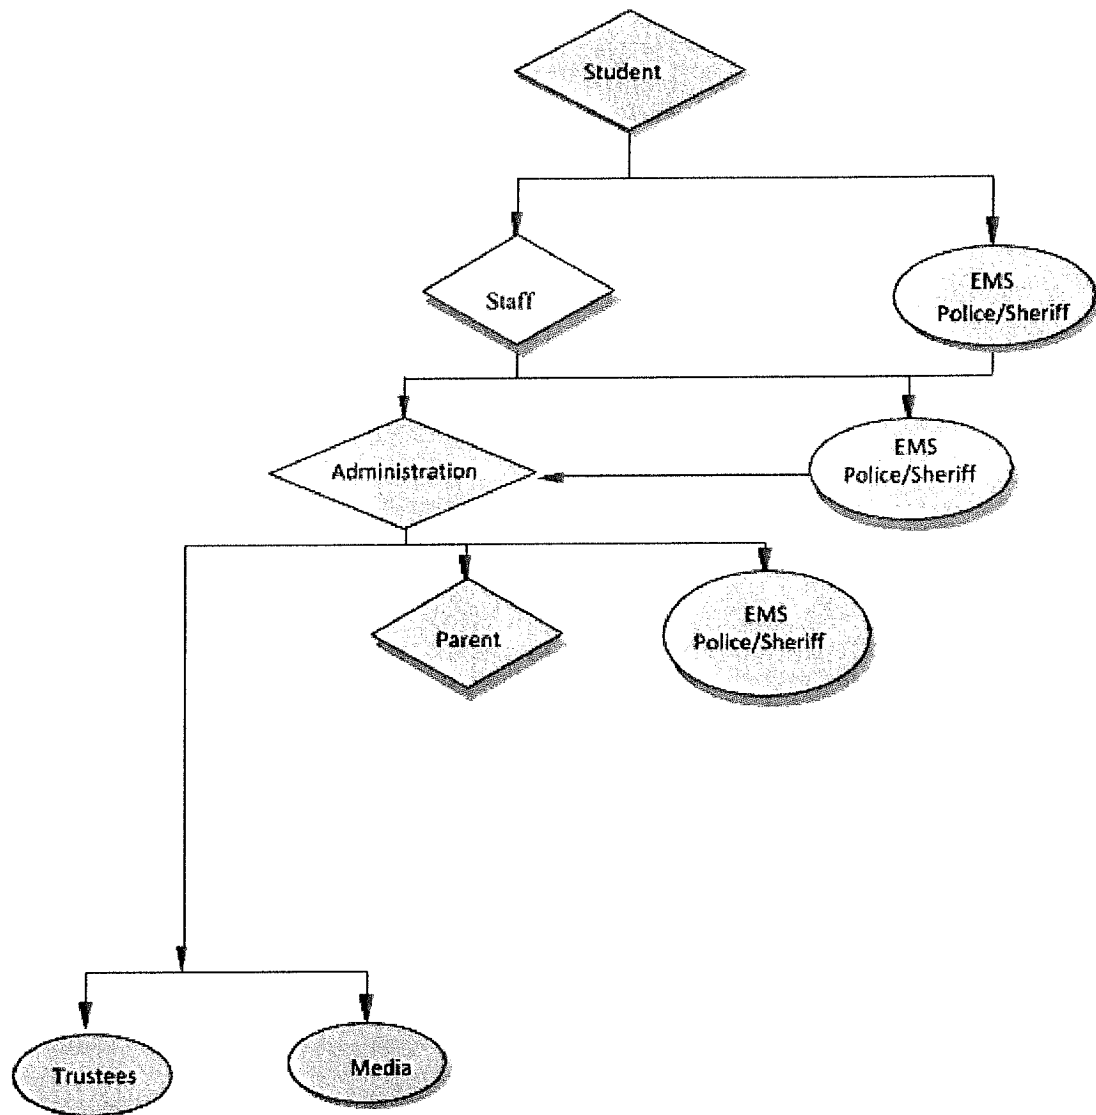 Student
Staff
EMS
Police/Sheriff
Administration
EMS
Police/Sheriff
Parent
EMS
Police/Sheriff
Trustees
Media